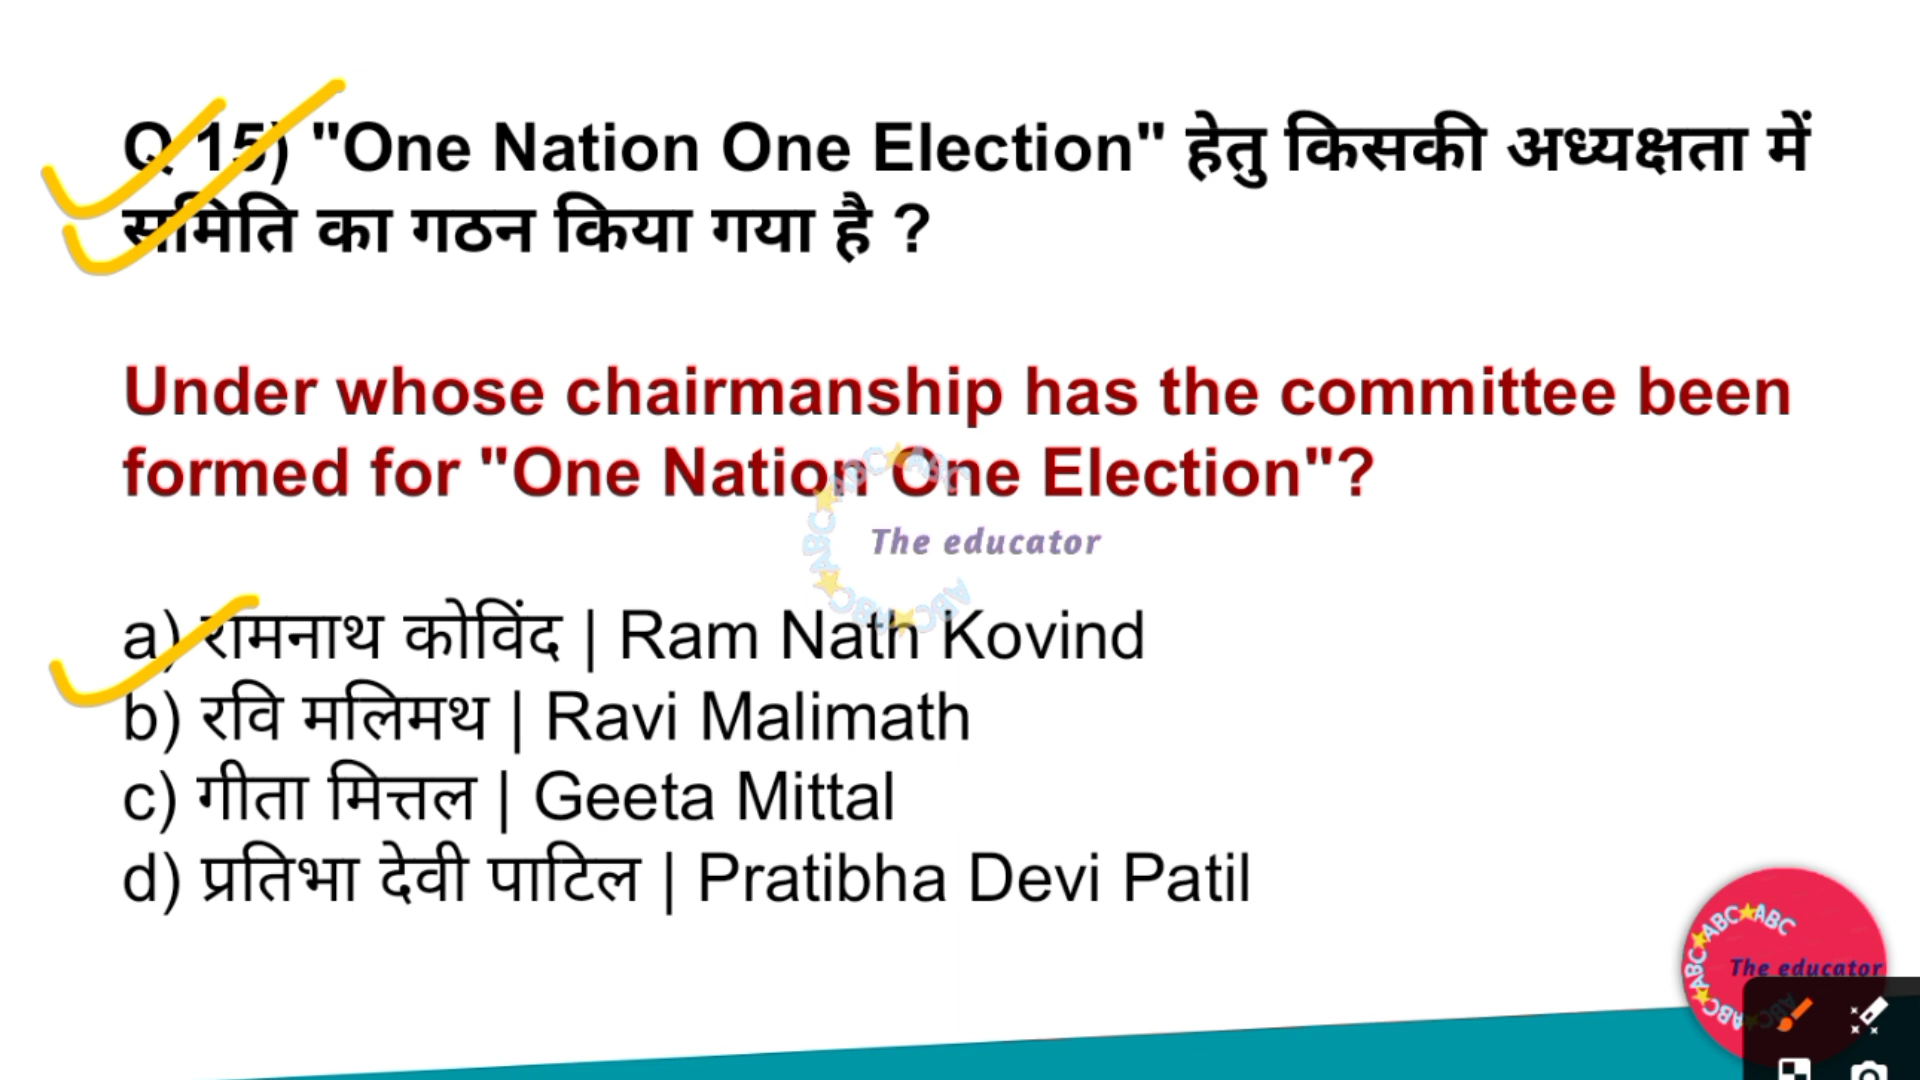 Q 15) "One Nation One Election" हेतु किसकी अध्यक्षता में
समिति का गठन किया गया है ?
Under whose chairmanship has the committee been
formed for "One Nation One Election"?
The educator
a) रामनाथ कोविंद | Ram Nath Kovind
b) रवि मलिमथ | Ravi Malimath
c) गीता मित्तल | Geeta Mittal
d) प्रतिभा देवी पाटिल | Pratibha Devi Patil
ABC★ABC★ABC★ABC
The educator